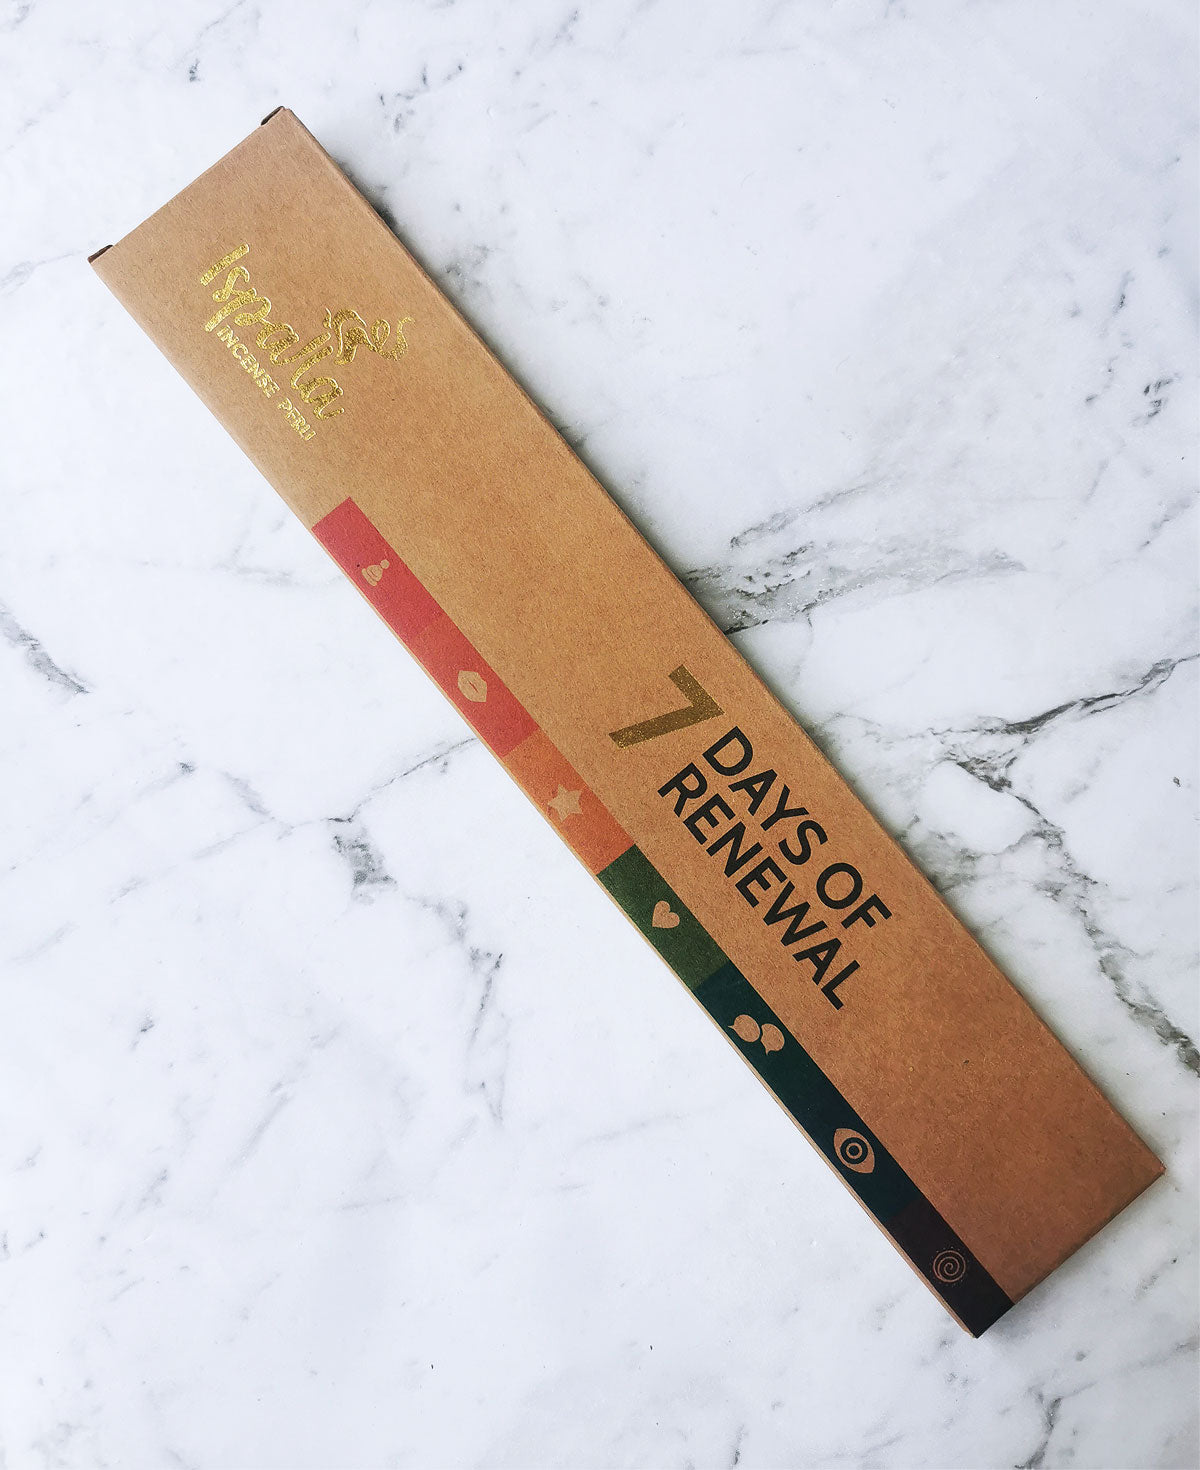 Ispalla
INCENSE PERU
7 DAYS OF
RENEWAL